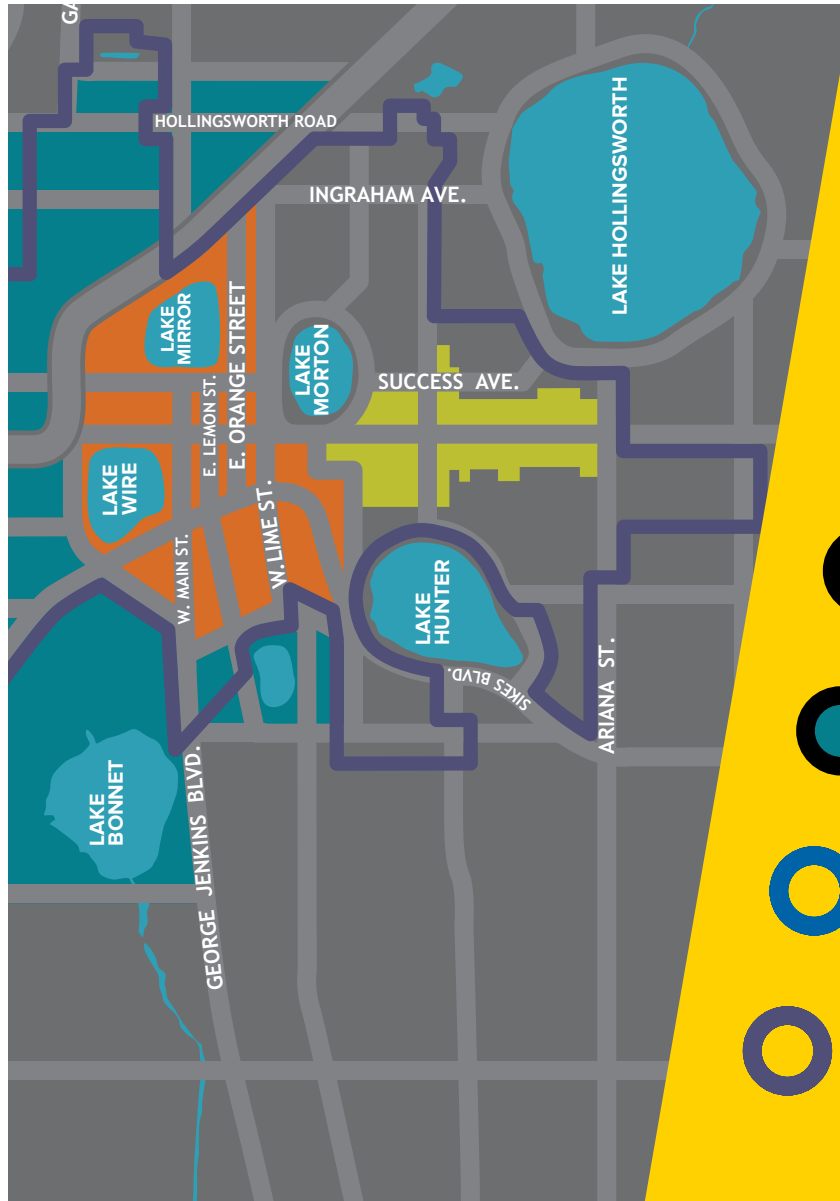 GA
HOLLINGSWORTH ROAD
INGRAHAM AVE.
LAKE HOLLINGSWORTH
LAKE
MIRROR
E. ORANGE STREET
LAKE
MORTON
SUCCESS AVE.
E. LEMON ST.
LAKE
WIRE
W. LIME ST.
W. MAIN ST.
LAKE
HUNTER
SIKES BLVD.
ARIANA ST.
LAKE
BONNET
GEORGE JENKINS BLVD.